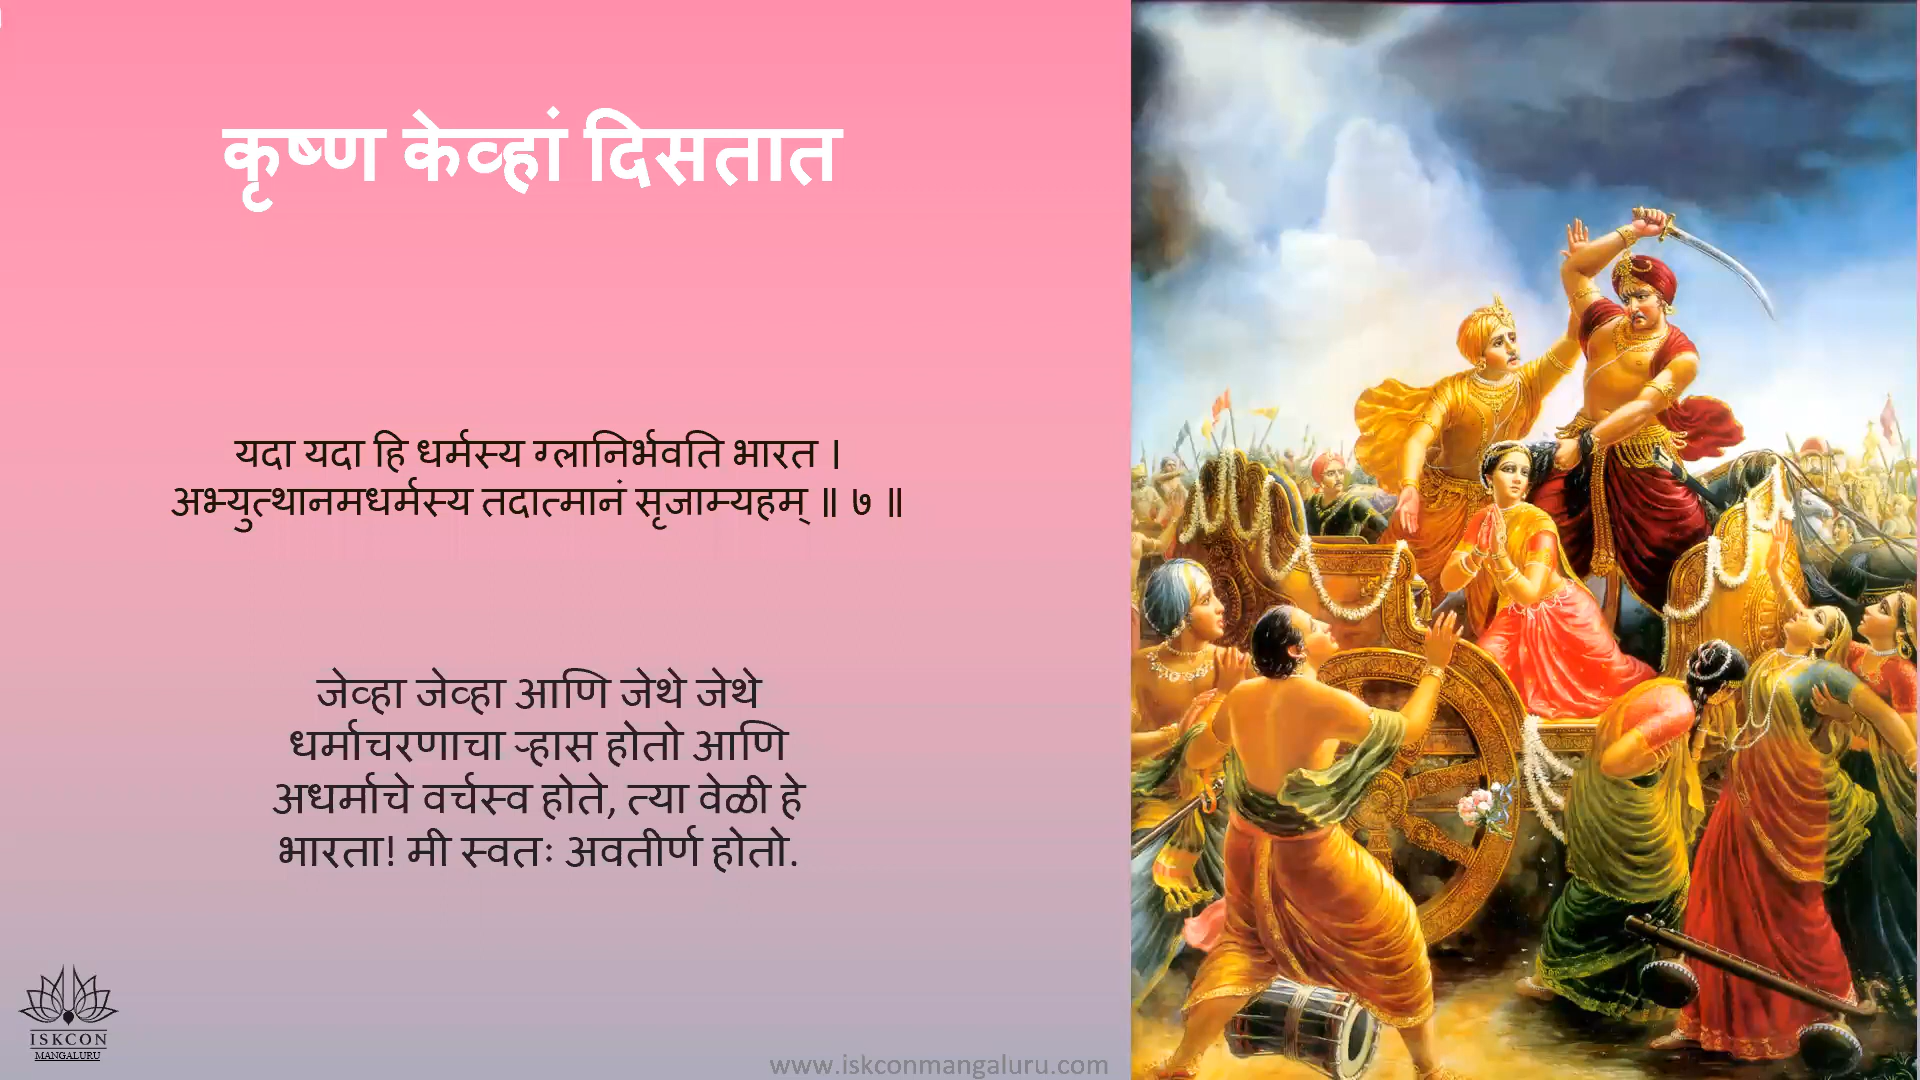 कृष्ण केव्हां दिसतात
यदा यदा हि धर्मस्य ग्लानिर्भवति भारत ।
अभ्युत्थानमधर्मस्य तदात्मानं सृजाम्यहम् ॥ ७ ॥
जेव्हा जेव्हा आणि जेथे जेथे
धर्माचरणाचा ऱ्हास होतो आणि
अधर्माचे वर्चस्व होते, त्या वेळी हे
भारता! मी स्वतः अवतीर्ण होतो.
ISKCON
MANGALURU
www.iskconmangaluru.com